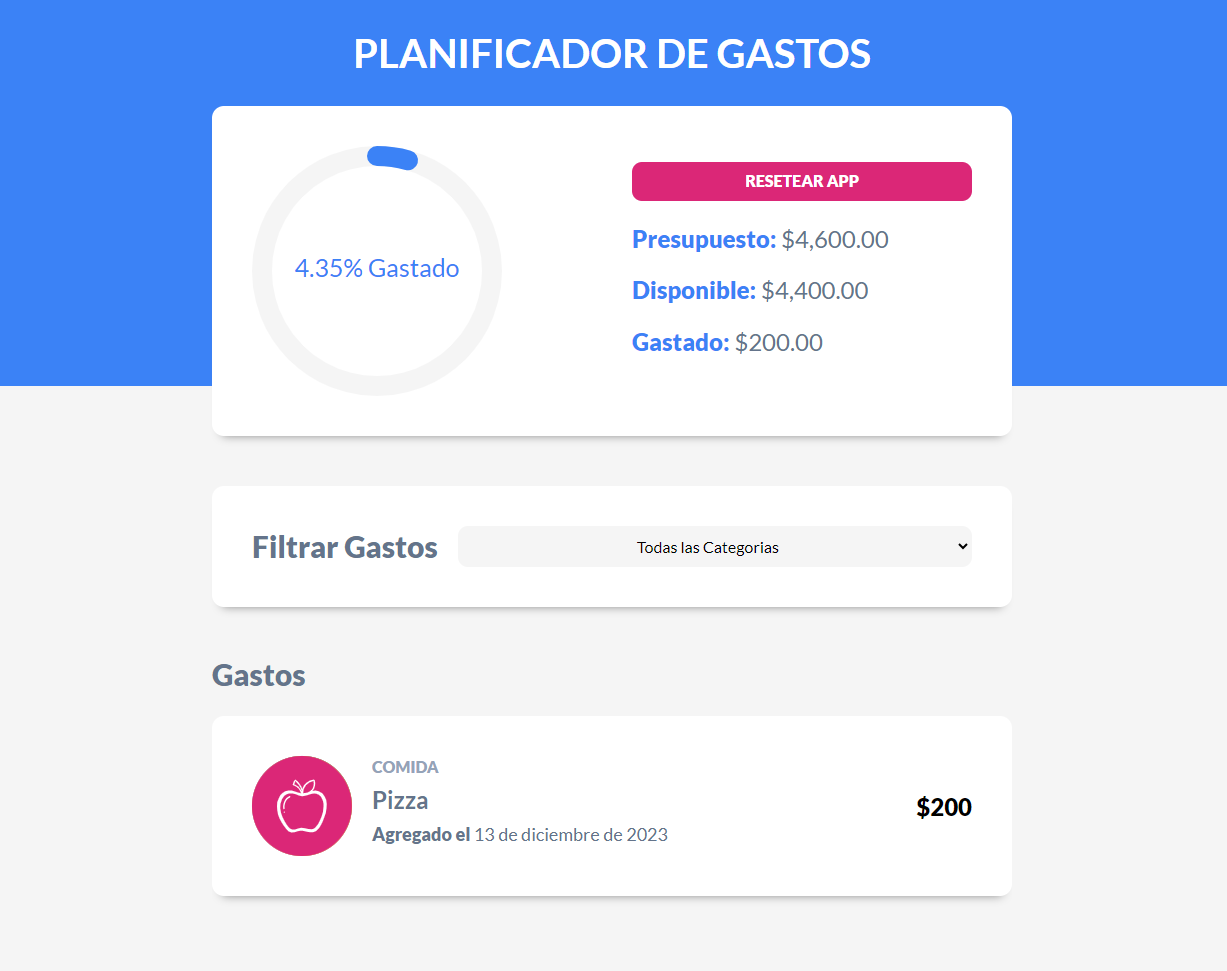 PLANIFICADOR DE GASTOS
4.35% Gastado
RESETEAR APP
Presupuesto: $4,600.00
Disponible: $4,400.00
Gastado: $200.00
Filtrar Gastos
Todas las Categorias
Gastos
COMIDA
Pizza
Agregado el 13 de diciembre de 2023
$200